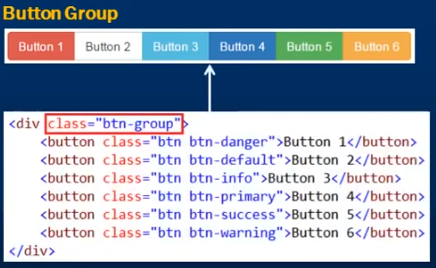 Button Group
Button 1 Button 2 Button 3 Button 4 Button 5 Button 6
<div class="btn-group">
<button class="btn btn-danger">Button 1</button>
<button class="btn btn-default">Button 2</button>
<button class="btn btn-info">Button 3</button>
<button class="btn btn-primary">Button 4</button>
<button class="btn btn-success">Button 5</button>
<button class="btn btn-warning">Button 6</button>
</div>